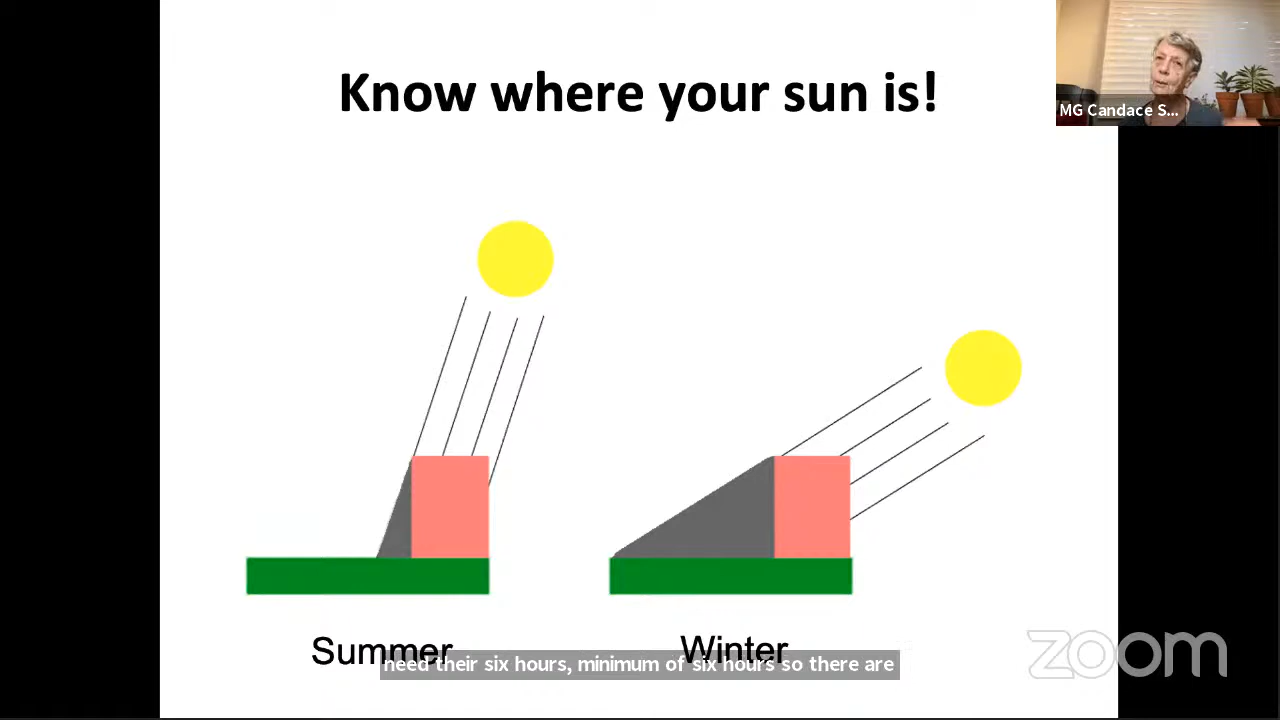 Know where your sun is!
MG Candace S...
Summer
Winter
need their six hours, minimum of six hours so there are
zoom